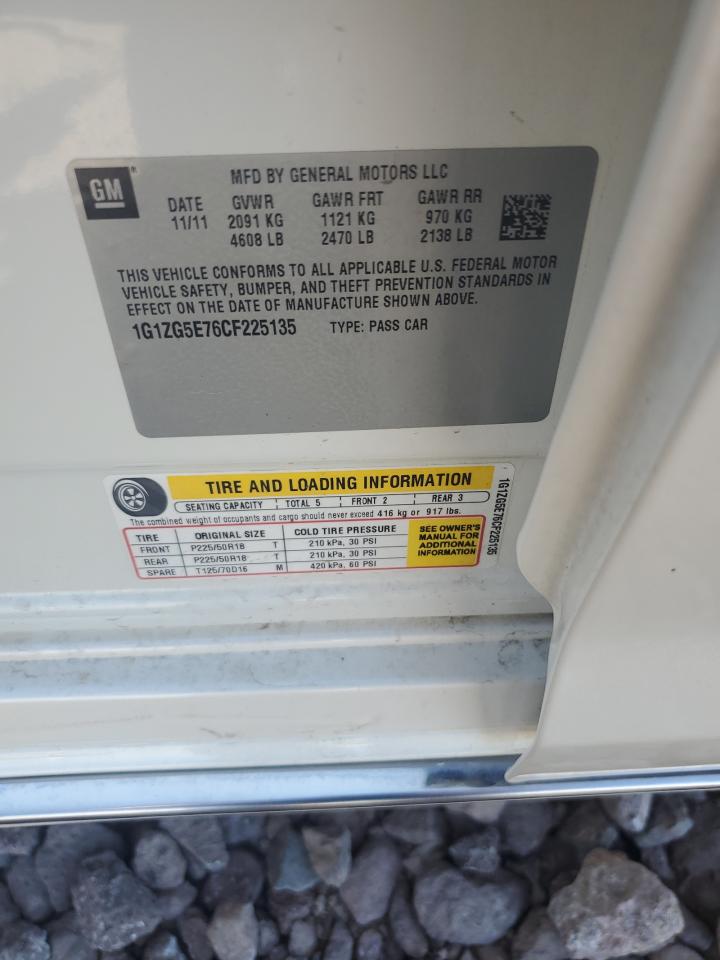 GM
MFD BY GENERAL MOTORS LLC
DATE GVWR GAWR FRT GAWR RR
11/11 2091 KG 1121 KG 970 KG
4608 LB 2470 LB 2138 LB
THIS VEHICLE CONFORMS TO ALL APPLICABLE U.S. FEDERAL MOTOR
VEHICLE SAFETY, BUMPER, AND THEFT PREVENTION STANDARDS IN
EFFECT ON THE DATE OF MANUFACTURE SHOWN ABOVE.
1G1ZG5E76CF225135 TYPE: PASS CAR
TIRE AND LOADING INFORMATION
SEATING CAPACITY TOTAL 5 FRONT 2 REAR 3
The combined weight of occupants and cargo should never exceed 416 kg or 917 lbs.
TIRE ORIGINAL SIZE COLD TIRE PRESSURE
FRONT P225/50R18 T 210 kPa, 30 PSI
REAR P225/50R18 T 210 kPa, 30 PSI
SPARE T125/70D16 M 420 kPa, 60 PSI
SEE OWNER'S
MANUAL FOR
ADDITIONAL
INFORMATION
1G1ZG5E76CF225135